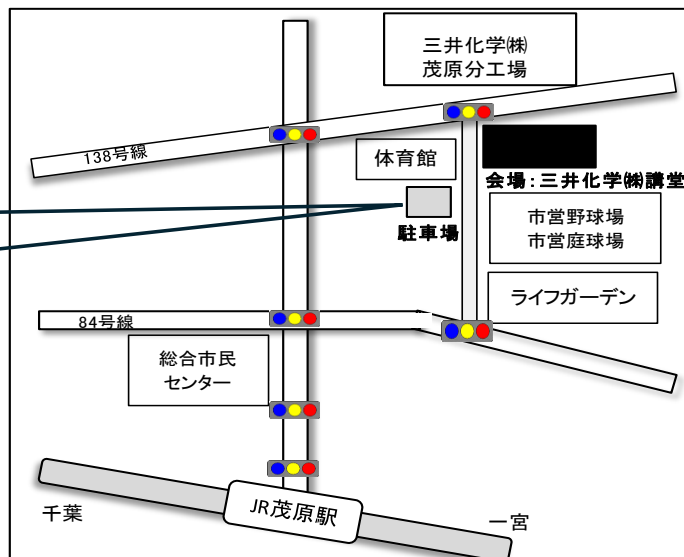 三井化学㈱
茂原分工場
138号線
体育館
会場:三井化学㈱講堂
駐車場
市営野球場
市営庭球場
ライフガーデン
84号線
総合市民
センター
JR茂原駅
千葉
一宮